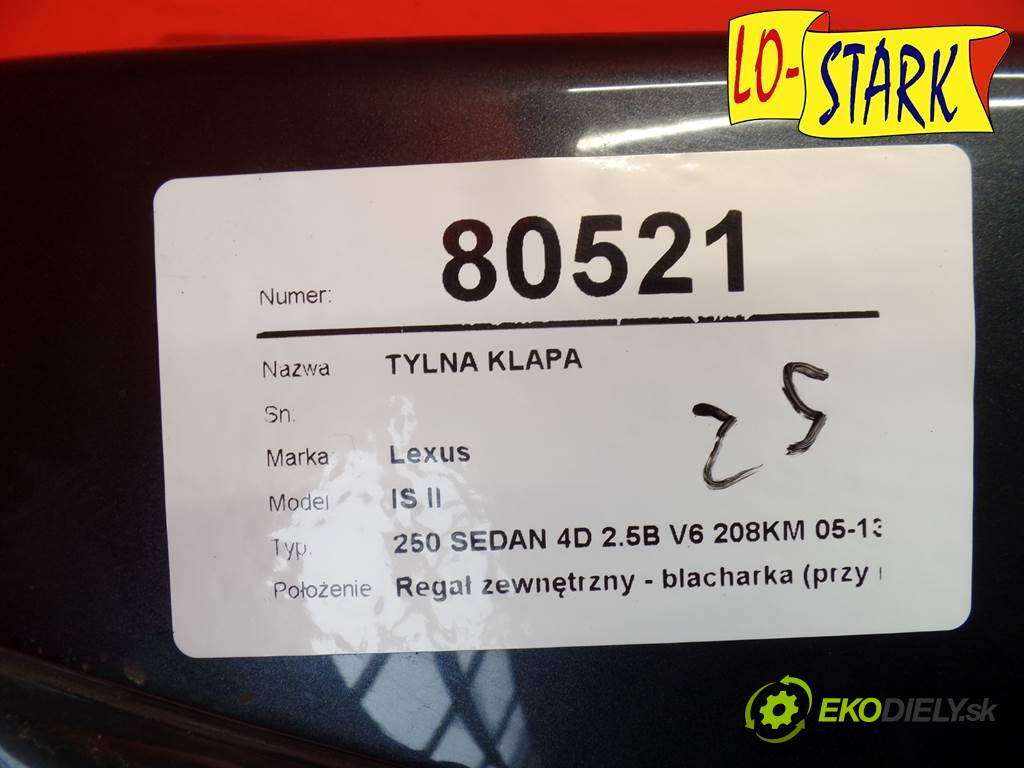 LO-STARK
80521
Numer:
Nazwa TYLNA KLAPA
Sn:
Marka Lexus
Model IS II
Typ. 250 SEDAN 4D 2.5B V6 208KM 05-13
Położenie Regał zewnętrzny - blacharka (przy
25
EKODIELY.sk